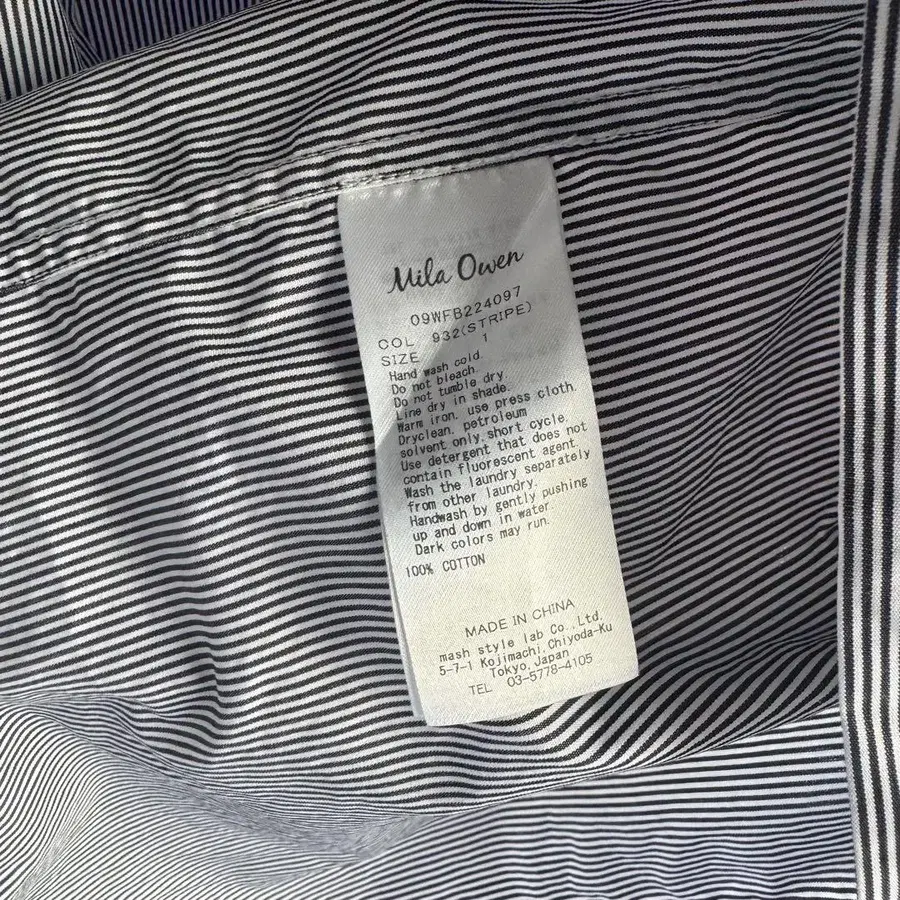 Mila Owen
09WFB224097
COL 932(STRIPE)
SIZE 1
Hand wash cold.
Do not bleach.
Do not tumble dry.
Line dry in shade.
Warm iron. use press cloth.
Dryclean. petroleum
solvent only. short cycle.
Use detergent that does not
contain fluorescent agent.
Wash the laundry separately
from other laundry.
Handwash by gently pushing
up and down in water
Dark colors may run.
100% COTTON
MADE IN CHINA
mash style lab Co., Ltd.
5-7-1 Kojimachi, Chiyoda-Ku
Tokyo, Japan
TEL 03-5778-4105